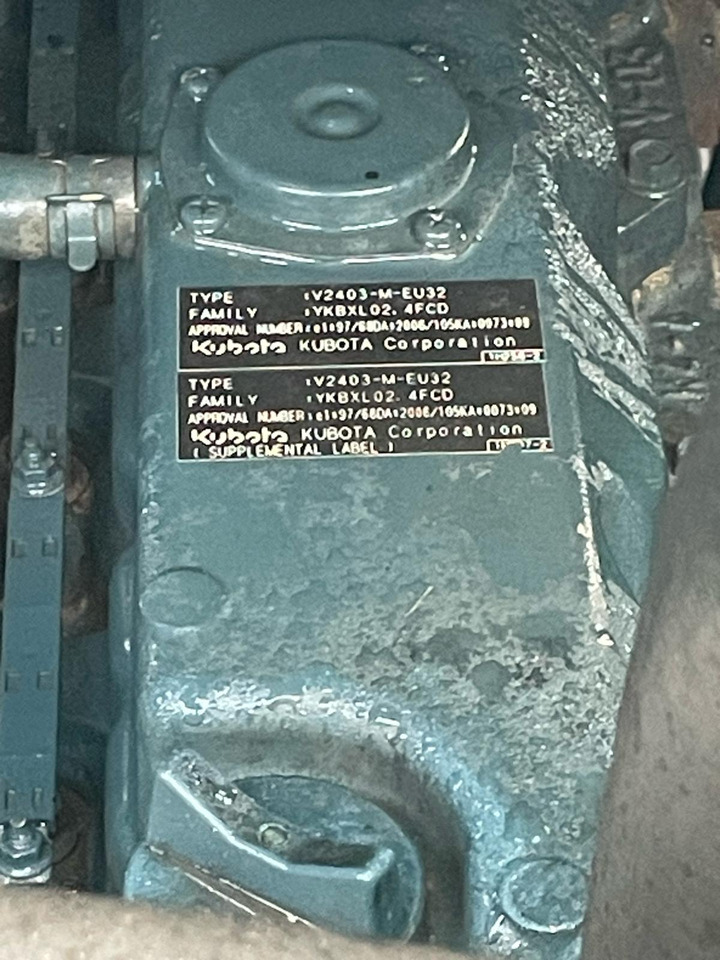 TYPE :V2403-M-EU32
FAMILY :YKBXL02.4FCD
APPROVAL NUMBER:e1*97/68DA*2006/105KA*0073*09
Kubota KUBOTA Corporation
TYPE :V2403-M-EU32
FAMILY :YKBXL02.4FCD
APPROVAL NUMBER:e1*97/68DA*2006/105KA*0073*09
Kubota KUBOTA Corporation
( SUPPLEMENTAL LABEL )